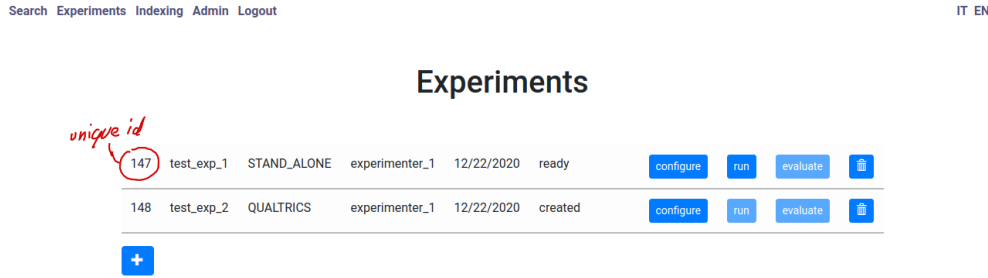 Search Experiments Indexing Admin Logout IT EN
Experiments
unique id
147 test_exp_1 STAND_ALONE experimenter_1 12/22/2020 ready configure run evaluate
148 test_exp_2 QUALTRICS experimenter_1 12/22/2020 created configure run evaluate
+